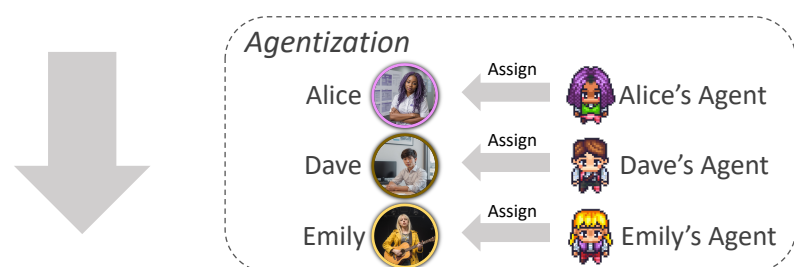 Agentization
Alice
Assign
Alice's Agent
Dave
Assign
Dave's Agent
Emily
Assign
Emily's Agent